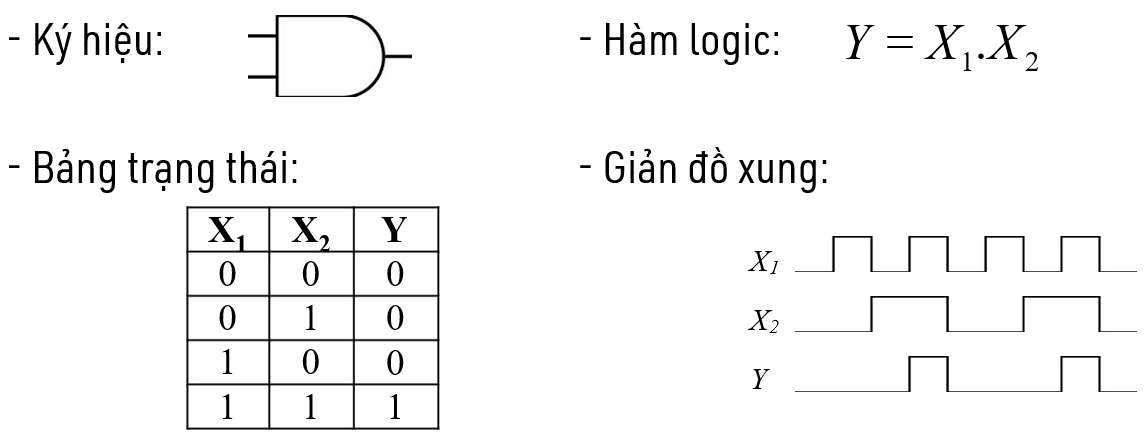 - Ký hiệu:
- Hàm logic: Y = X₁.X₂
- Bảng trạng thái:
X₁ X₂ Y
0 0 0
0 1 0
1 0 0
1 1 1
- Giản đồ xung:
X₁
X₂
Y